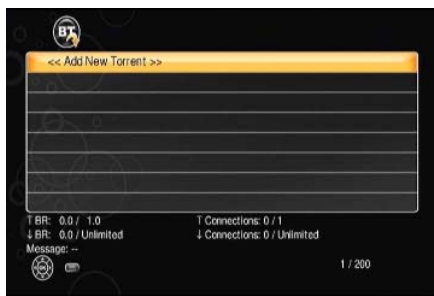 BT
<< Add New Torrent >>
↑ BR: 0.0 / 1.0 ↑ Connections: 0 / 1
↓ BR: 0.0 / Unlimited ↓ Connections: 0 / Unlimited
Message: --
OK
1 / 200